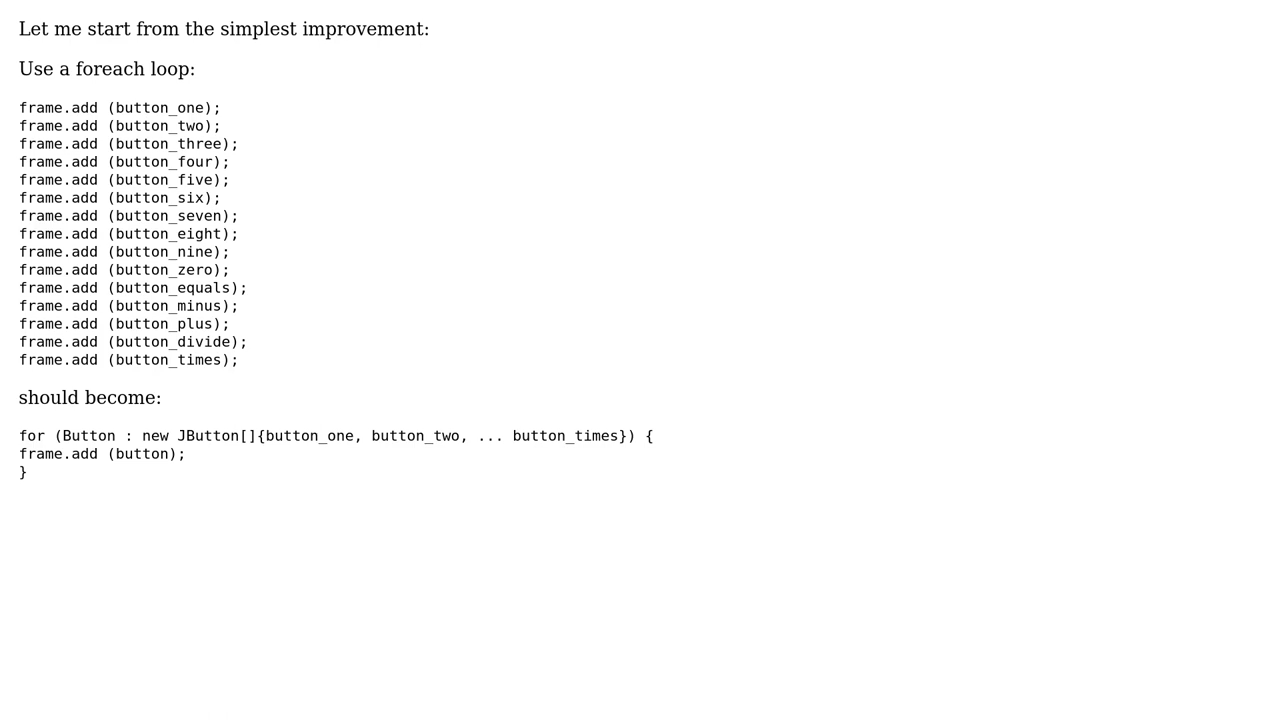 Let me start from the simplest improvement:
Use a foreach loop:
frame.add (button_one);
frame.add (button_two);
frame.add (button_three);
frame.add (button_four);
frame.add (button_five);
frame.add (button_six);
frame.add (button_seven);
frame.add (button_eight);
frame.add (button_nine);
frame.add (button_zero);
frame.add (button_equals);
frame.add (button_minus);
frame.add (button_plus);
frame.add (button_divide);
frame.add (button_times);
should become:
for (Button : new JButton[]{button_one, button_two, ... button_times}) {
frame.add (button);
}